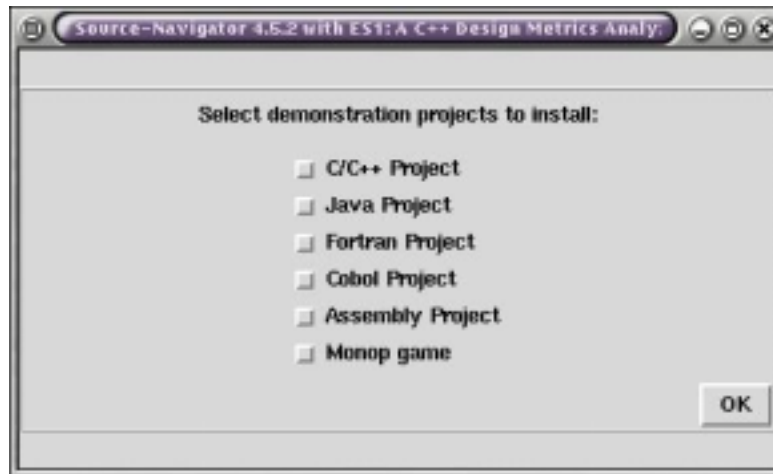 Source-Navigator 4.5.2 with ES1: A C++ Design Metrics Analy
Select demonstration projects to install:
C/C++ Project
Java Project
Fortran Project
Cobol Project
Assembly Project
Monop game
OK